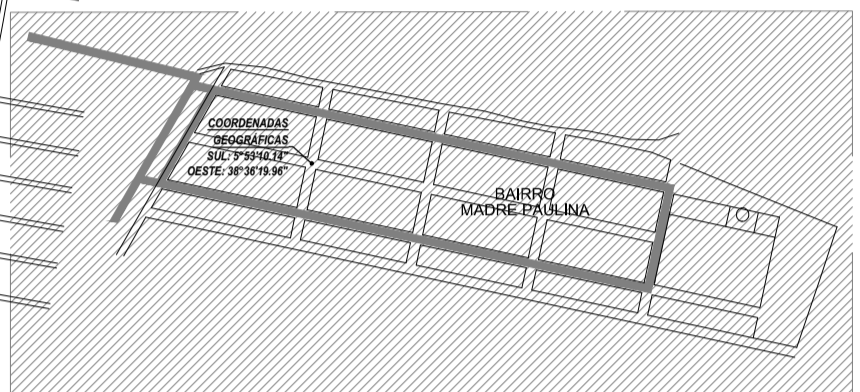 COORDENADAS
GEOGRÁFICAS
SUL: 5°53'10.14"
OESTE: 38°36'19.96"
BAIRRO
MADRE PAULINA